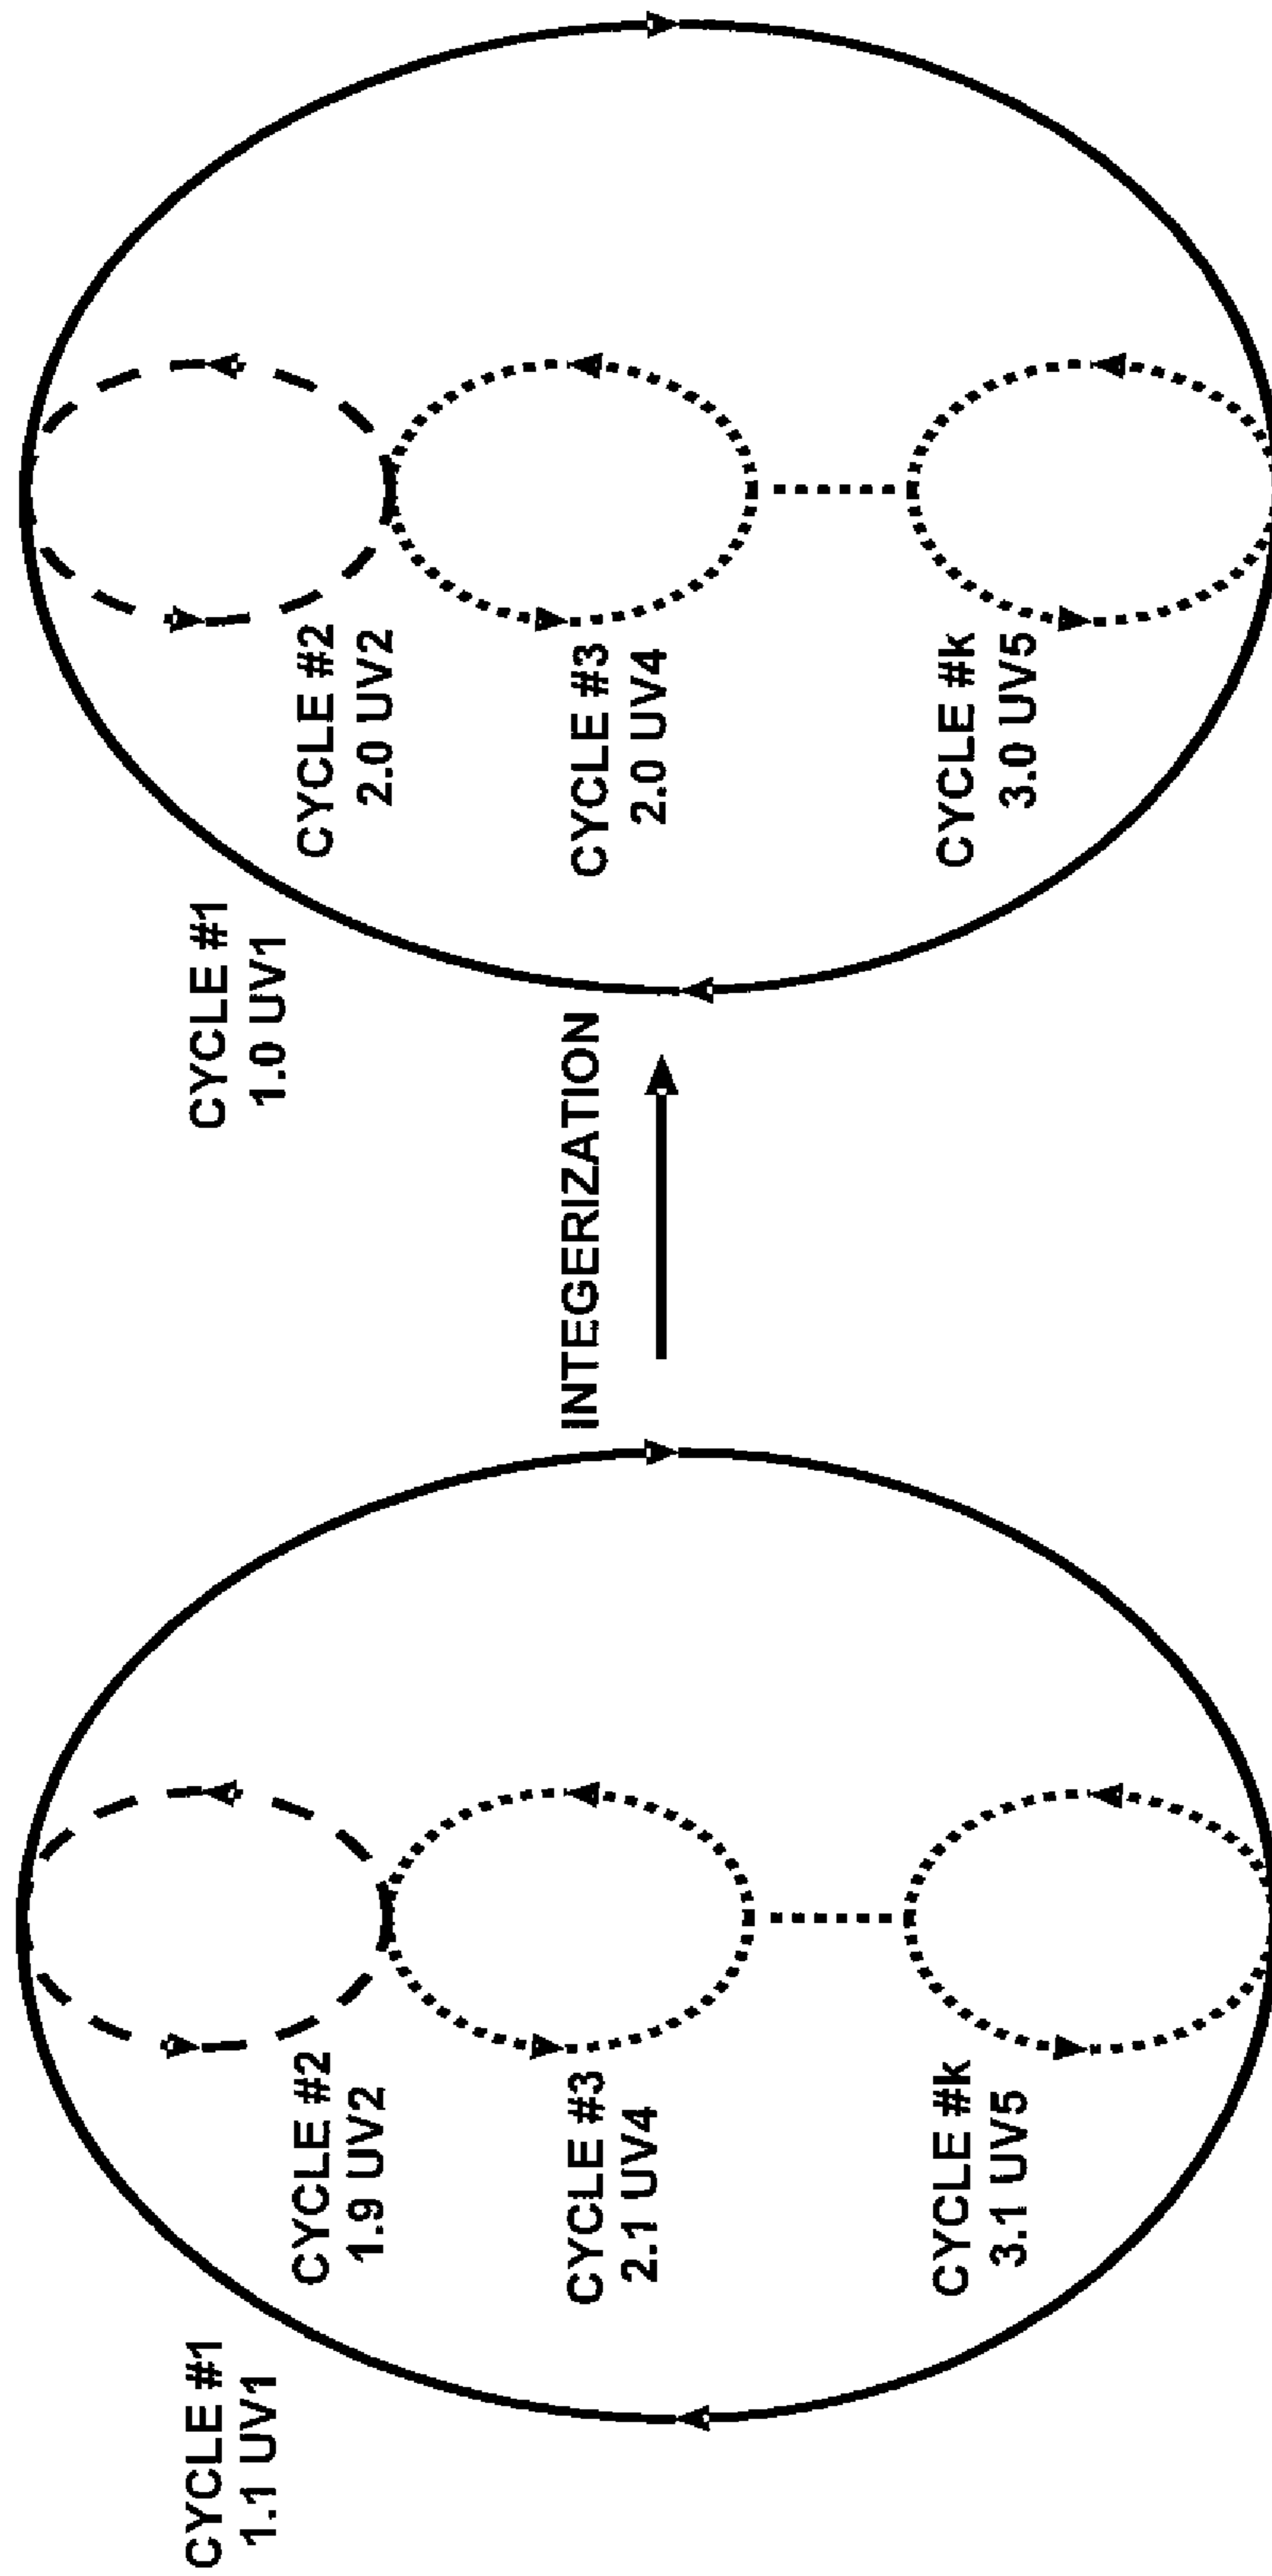 CYCLE #1
1.1 UV1
CYCLE #2
1.9 UV2
CYCLE #3
2.1 UV4
CYCLE #k
3.1 UV5
INTEGERIZATION
CYCLE #1
1.0 UV1
CYCLE #2
2.0 UV2
CYCLE #3
2.0 UV4
CYCLE #k
3.0 UV5